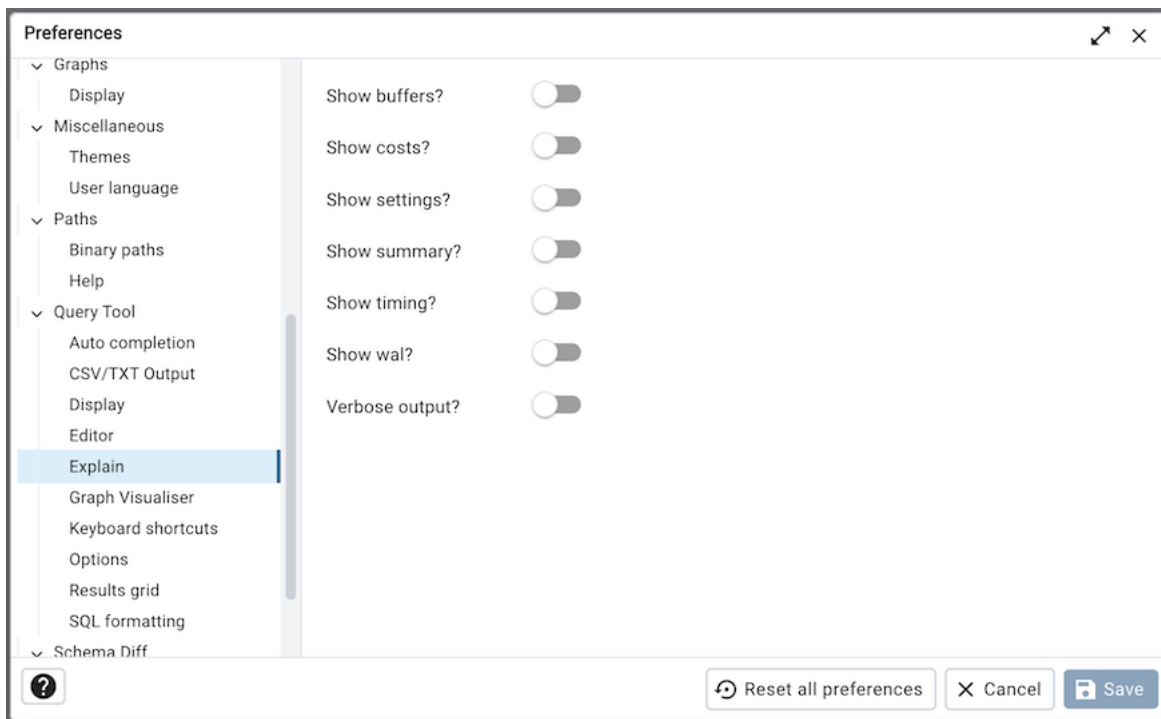 Preferences
Graphs
Display
Miscellaneous
Themes
User language
Paths
Binary paths
Help
Query Tool
Auto completion
CSV/TXT Output
Display
Editor
Explain
Graph Visualiser
Keyboard shortcuts
Options
Results grid
SQL formatting
Schema Diff
Show buffers?
Show costs?
Show settings?
Show summary?
Show timing?
Show wal?
Verbose output?
? Reset all preferences Cancel Save